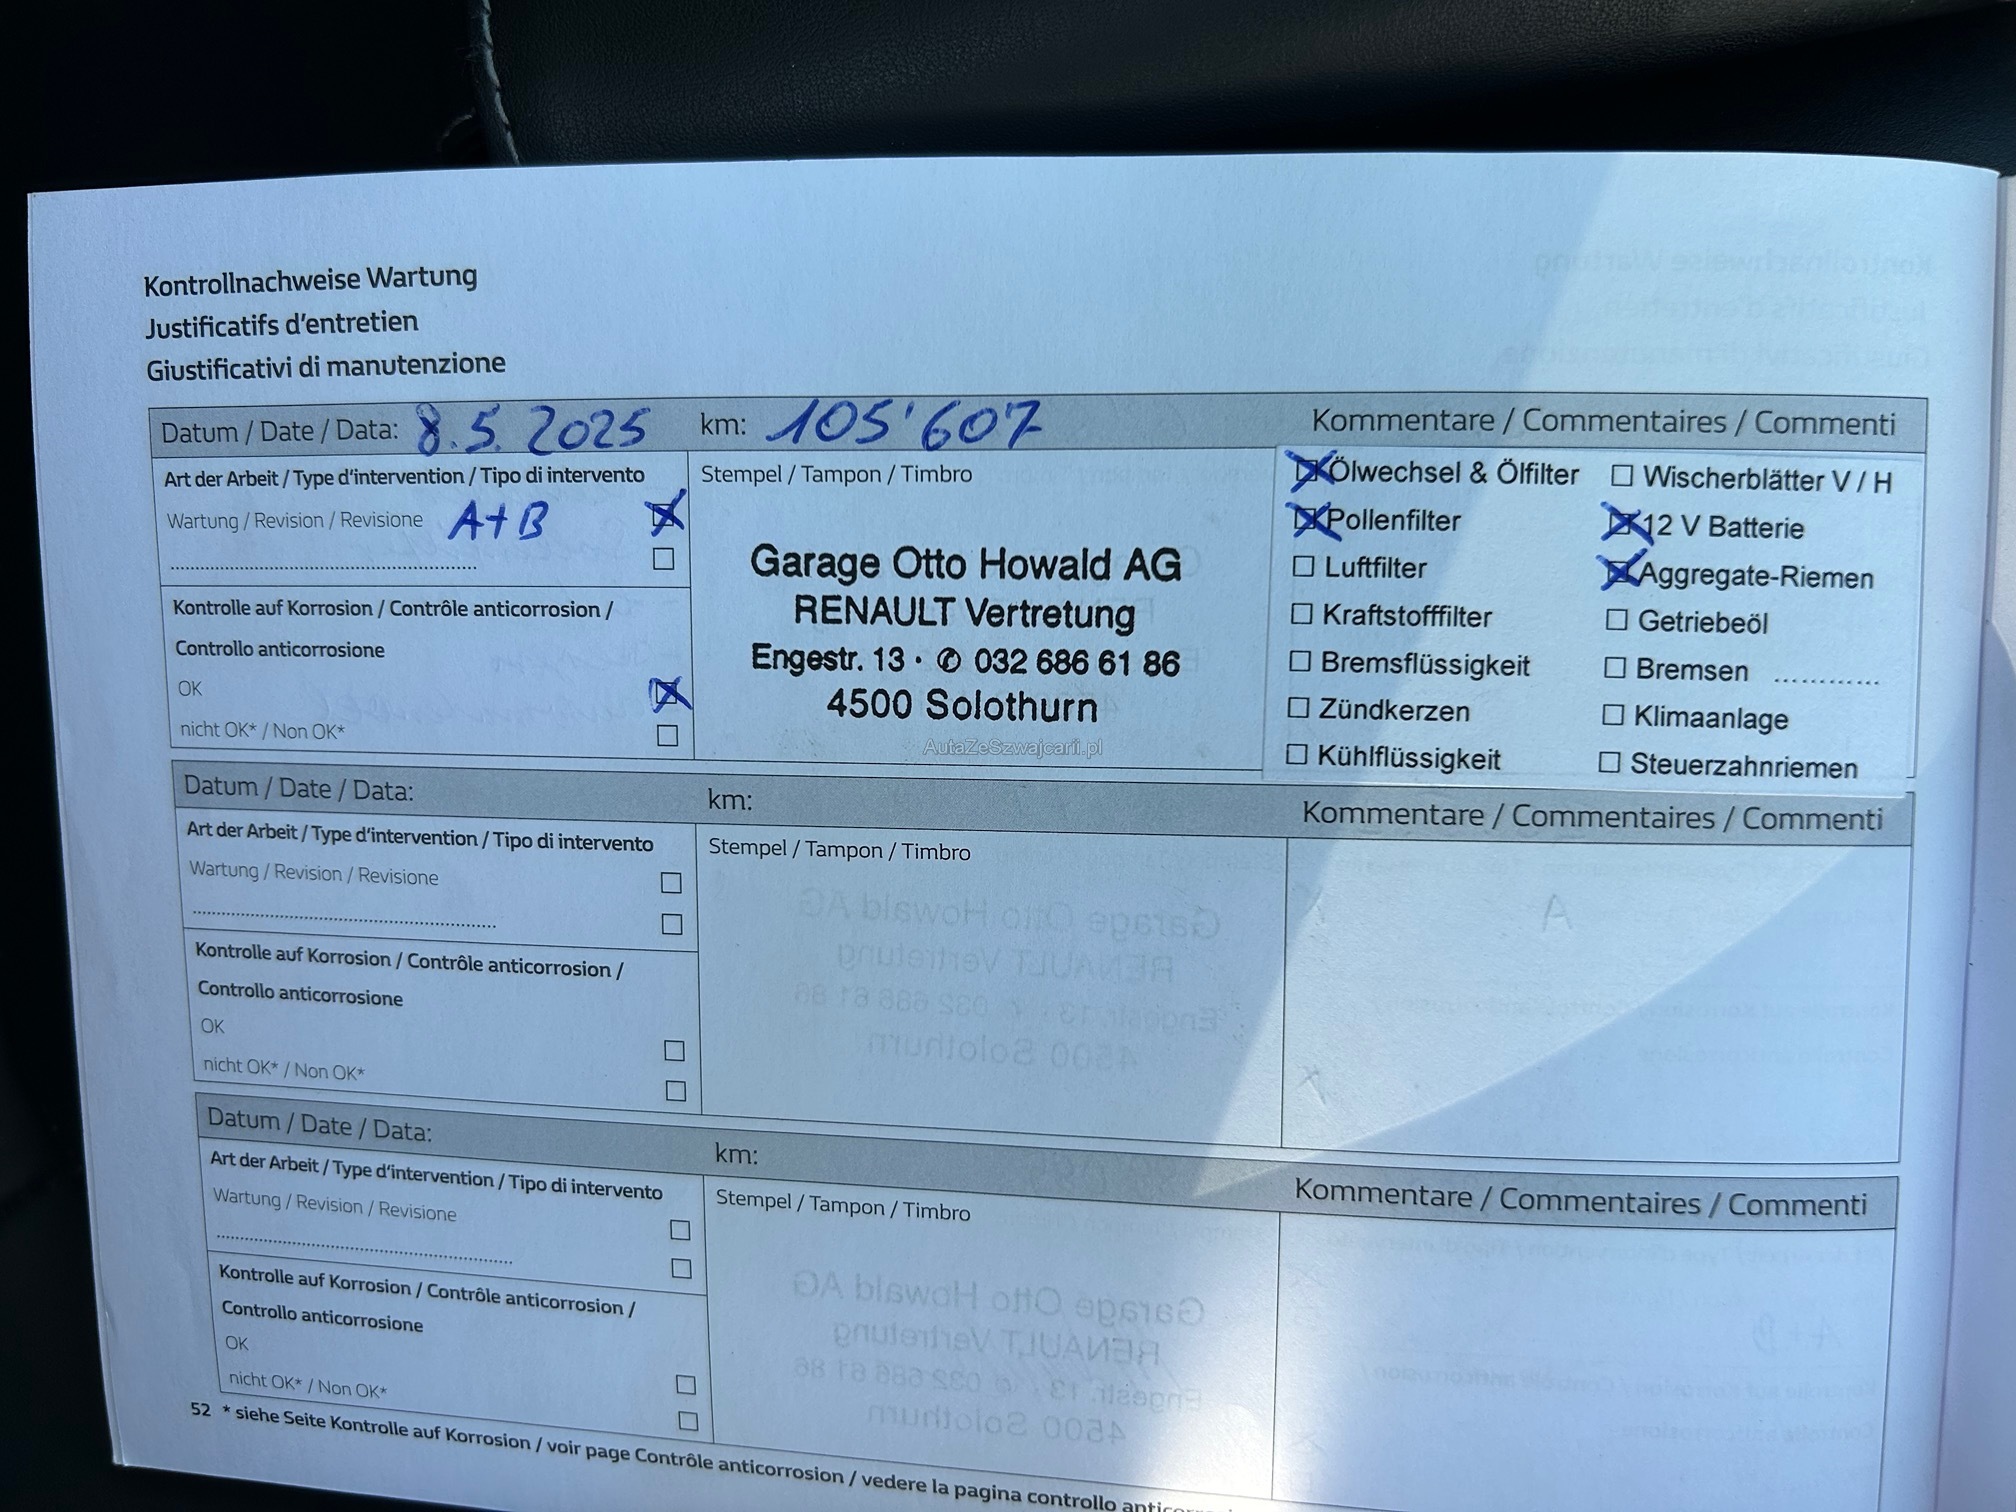 Kontrollnachweise Wartung
Justificatifs d'entretien
Giustificativi di manutenzione
Datum / Date / Data: 8.5.2025 km: 105'607 Kommentare / Commentaires / Commenti
Art der Arbeit / Type d'intervention / Tipo di intervento
Wartung / Revision / Revisione A+B
Kontrolle auf Korrosion / Contrôle anticorrosion /
Controllo anticorrosione
OK
nicht OK* / Non OK*
Stempel / Tampon / Timbro
Garage Otto Howald AG
RENAULT Vertretung
Engestr. 13 · ✆ 032 686 61 86
4500 Solothurn
AutaZeSzwajcarii.pl
Ölwechsel & Ölfilter
Pollenfilter
Luftfilter
Kraftstofffilter
Bremsflüssigkeit
Zündkerzen
Kühlflüssigkeit
Wischerblätter V / H
12 V Batterie
Aggregate-Riemen
Getriebeöl
Bremsen ............
Klimaanlage
Steuerzahnriemen
Datum / Date / Data: km: Kommentare / Commentaires / Commenti
Art der Arbeit / Type d'intervention / Tipo di intervento
Wartung / Revision / Revisione
Kontrolle auf Korrosion / Contrôle anticorrosion /
Controllo anticorrosione
OK
nicht OK* / Non OK*
Stempel / Tampon / Timbro
Datum / Date / Data: km: Kommentare / Commentaires / Commenti
Art der Arbeit / Type d'intervention / Tipo di intervento
Wartung / Revision / Revisione
Kontrolle auf Korrosion / Contrôle anticorrosion /
Controllo anticorrosione
OK
nicht OK* / Non OK*
Stempel / Tampon / Timbro
52 * siehe Seite Kontrolle auf Korrosion / voir page Contrôle anticorrosion / vedere la pagina controllo